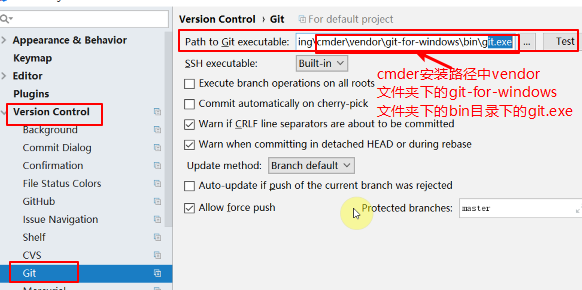 Version Control › Git
For default project
Appearance & Behavior
Keymap
Editor
Plugins
Version Control
Background
Commit Dialog
Confirmation
File Status Colors
GitHub
Issue Navigation
Shelf
CVS
Git
Path to Git executable: ing\cmder\vendor\git-for-windows\bin\git.exe ... Test
SSH executable: Built-in
Execute branch operations on all roots
Commit automatically on cherry-pick
Warn if CRLF line separators are about to be committed
Warn when committing in detached HEAD or during rebase
Update method: Branch default
Auto-update if push of the current branch was rejected
Allow force push
Protected branches: master
cmder安装路径中vendor
文件夹下的git-for-windows
文件夹下的bin目录下的git.exe